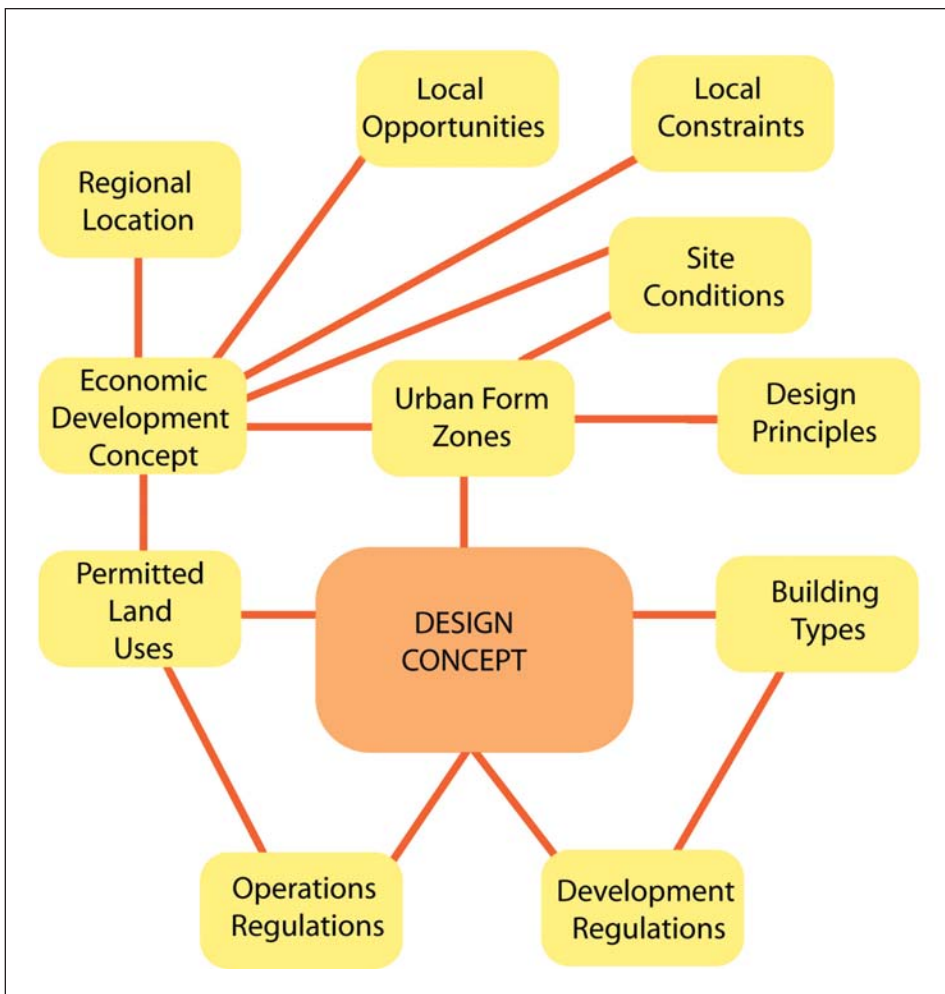 Local
Opportunities
Local
Constraints
Regional
Location
Site
Conditions
Economic
Development
Concept
Urban Form
Zones
Design
Principles
Permitted
Land
Uses
DESIGN
CONCEPT
Building
Types
Operations
Regulations
Development
Regulations